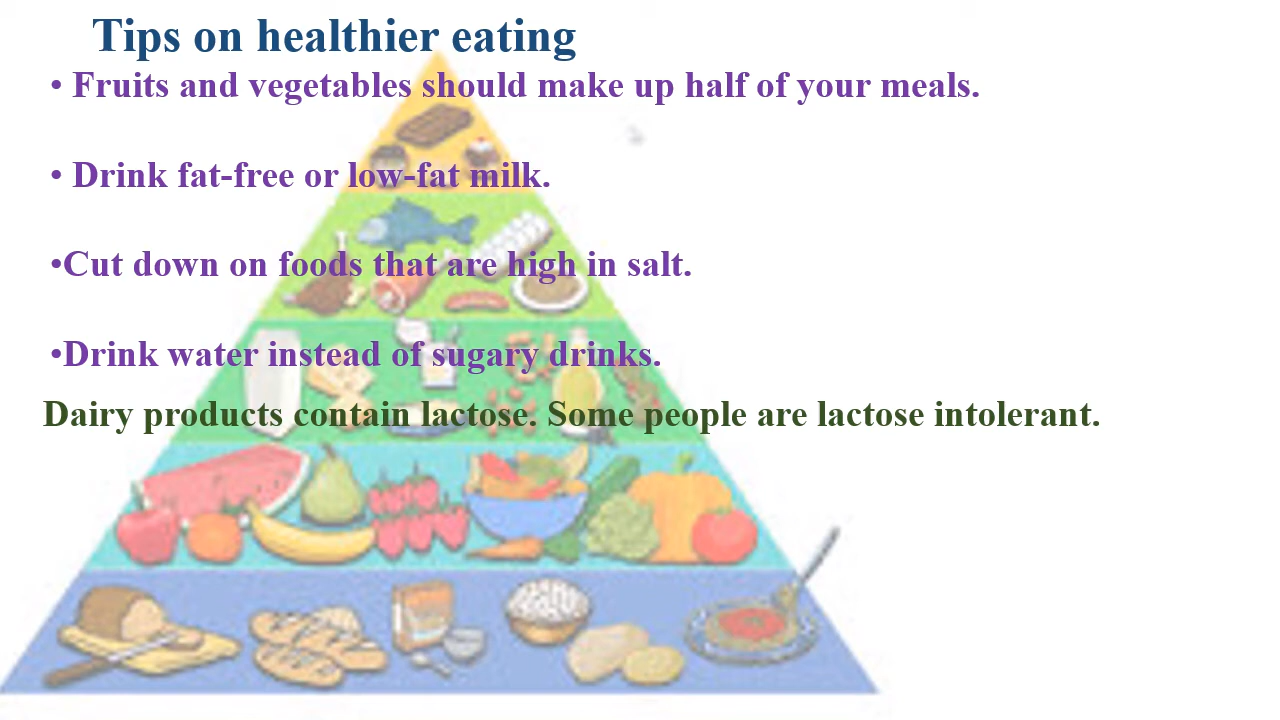 Tips on healthier eating
• Fruits and vegetables should make up half of your meals.
• Drink fat-free or low-fat milk.
•Cut down on foods that are high in salt.
•Drink water instead of sugary drinks.
Dairy products contain lactose. Some people are lactose intolerant.